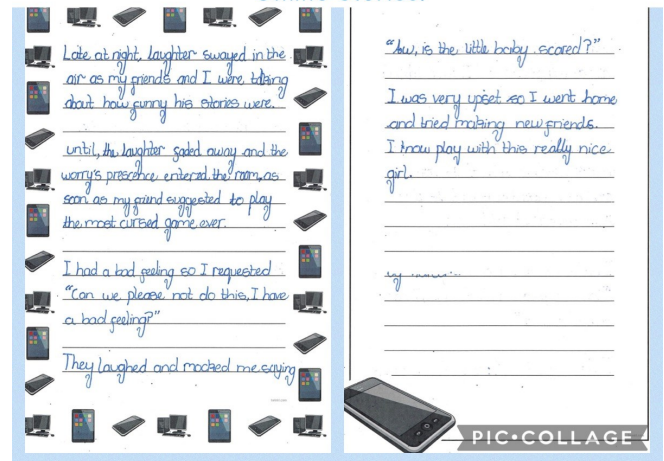 Late at night, laughter swayed in the
air as my friends and I were talking
about how funny his stories were.
until, the laughter faded away and the
worry's prescence entered the room, as
soon as my friend suggested to play
the most cursed game ever.
I had a bad feeling so I requested
"Can we please not do this, I have
a bad feeling?"
They laughed and mocked me saying
"Aw, is the little baby scared?"
I was very upset so I went home
and tried making new friends.
I know play with this really nice
girl.
by
PIC•COLLAGE